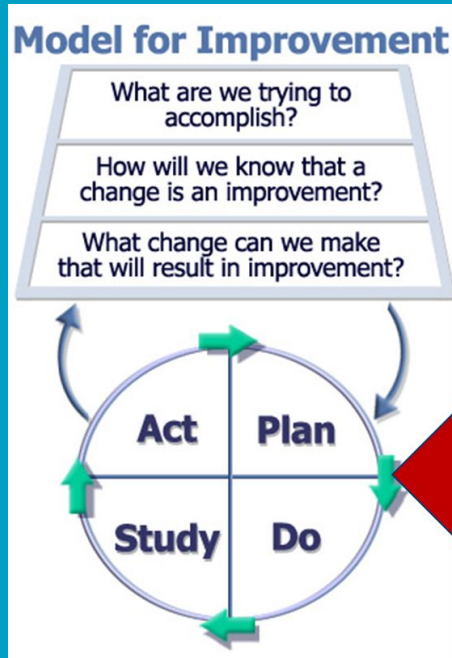 Model for Improvement
What are we trying to
accomplish?
How will we know that a
change is an improvement?
What change can we make
that will result in improvement?
Act
Plan
Study
Do